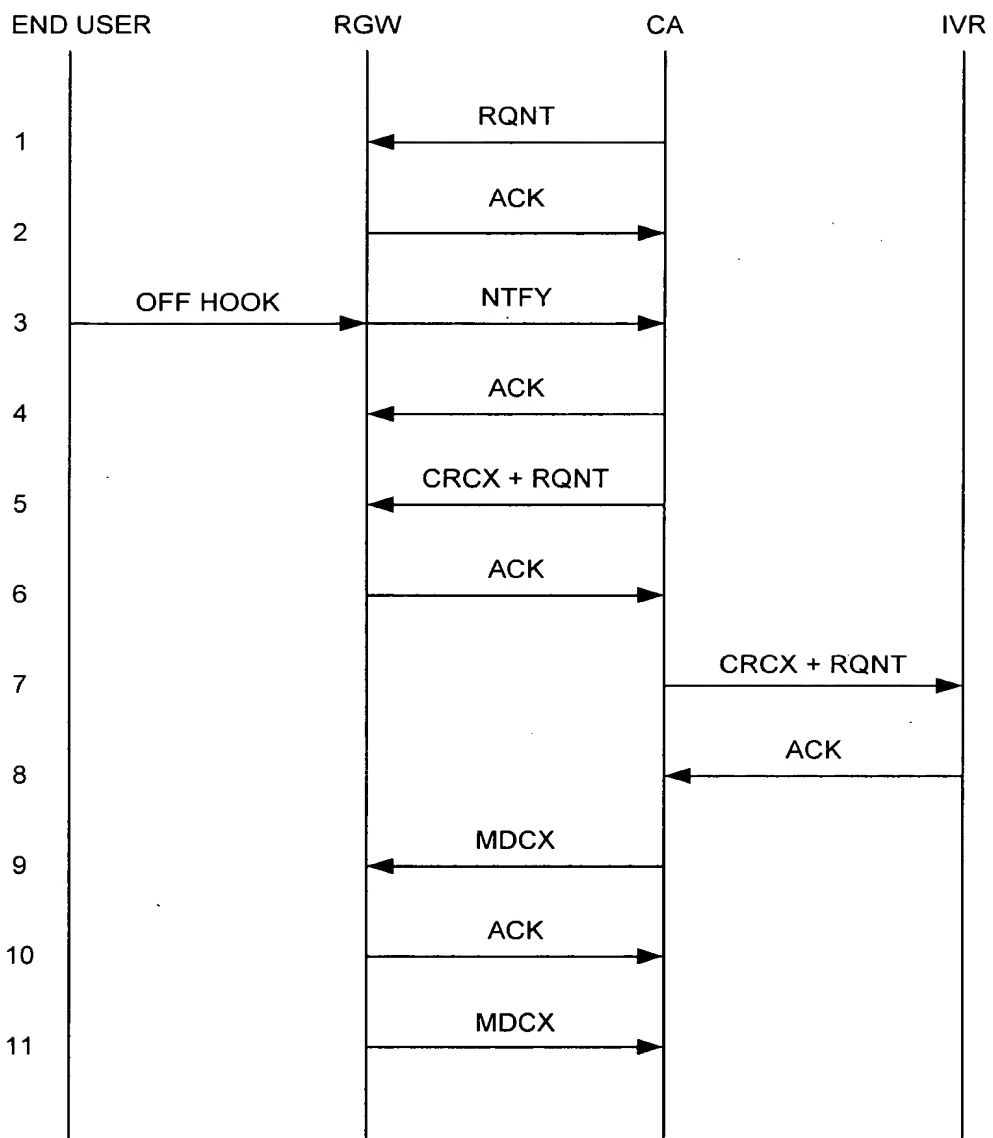 END USER RGW CA IVR
1 RQNT
2 ACK
3 OFF HOOK NTFY
4 ACK
5 CRCX + RQNT
6 ACK
7 CRCX + RQNT
8 ACK
9 MDCX
10 ACK
11 MDCX